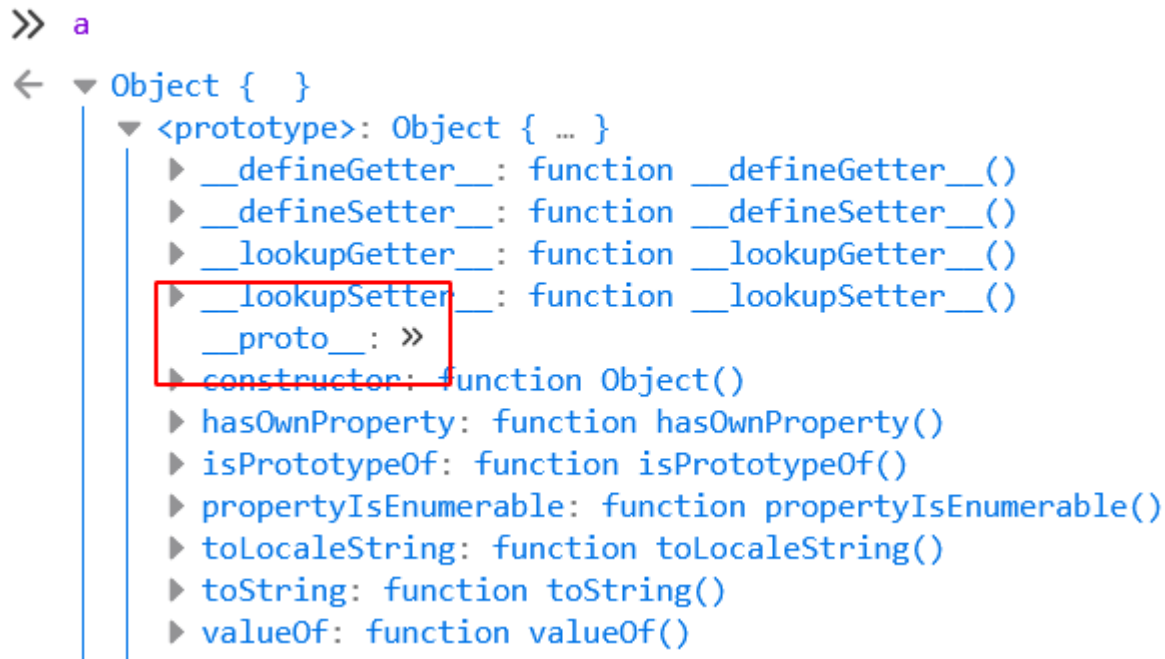 ≫ a
← ▼ Object { }
▼ <prototype>: Object { … }
▶ __defineGetter__: function __defineGetter__()
▶ __defineSetter__: function __defineSetter__()
▶ __lookupGetter__: function __lookupGetter__()
▶ __lookupSetter__: function __lookupSetter__()
__proto__: ≫
▶ constructor: function Object()
▶ hasOwnProperty: function hasOwnProperty()
▶ isPrototypeOf: function isPrototypeOf()
▶ propertyIsEnumerable: function propertyIsEnumerable()
▶ toLocaleString: function toLocaleString()
▶ toString: function toString()
▶ valueOf: function valueOf()